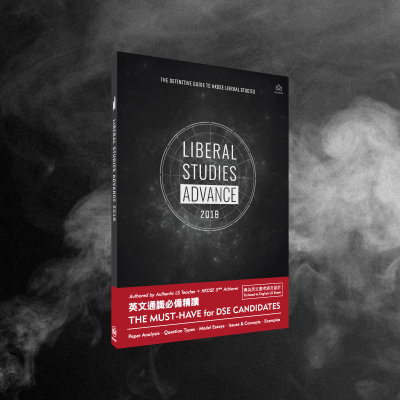 THE DEFINITIVE GUIDE TO HKDSE LIBERAL STUDIES
LIBERAL
STUDIES
ADVANCE
2018
LIBERAL STUDIES ADVANCE 2018
Authored by Authentic LS Teacher + HKDSE 5** Achiever
英文通識必備精讀
THE MUST-HAVE for DSE CANDIDATES
Paper Analysis · Question Types · Model Essays · Issues & Concepts · Examples